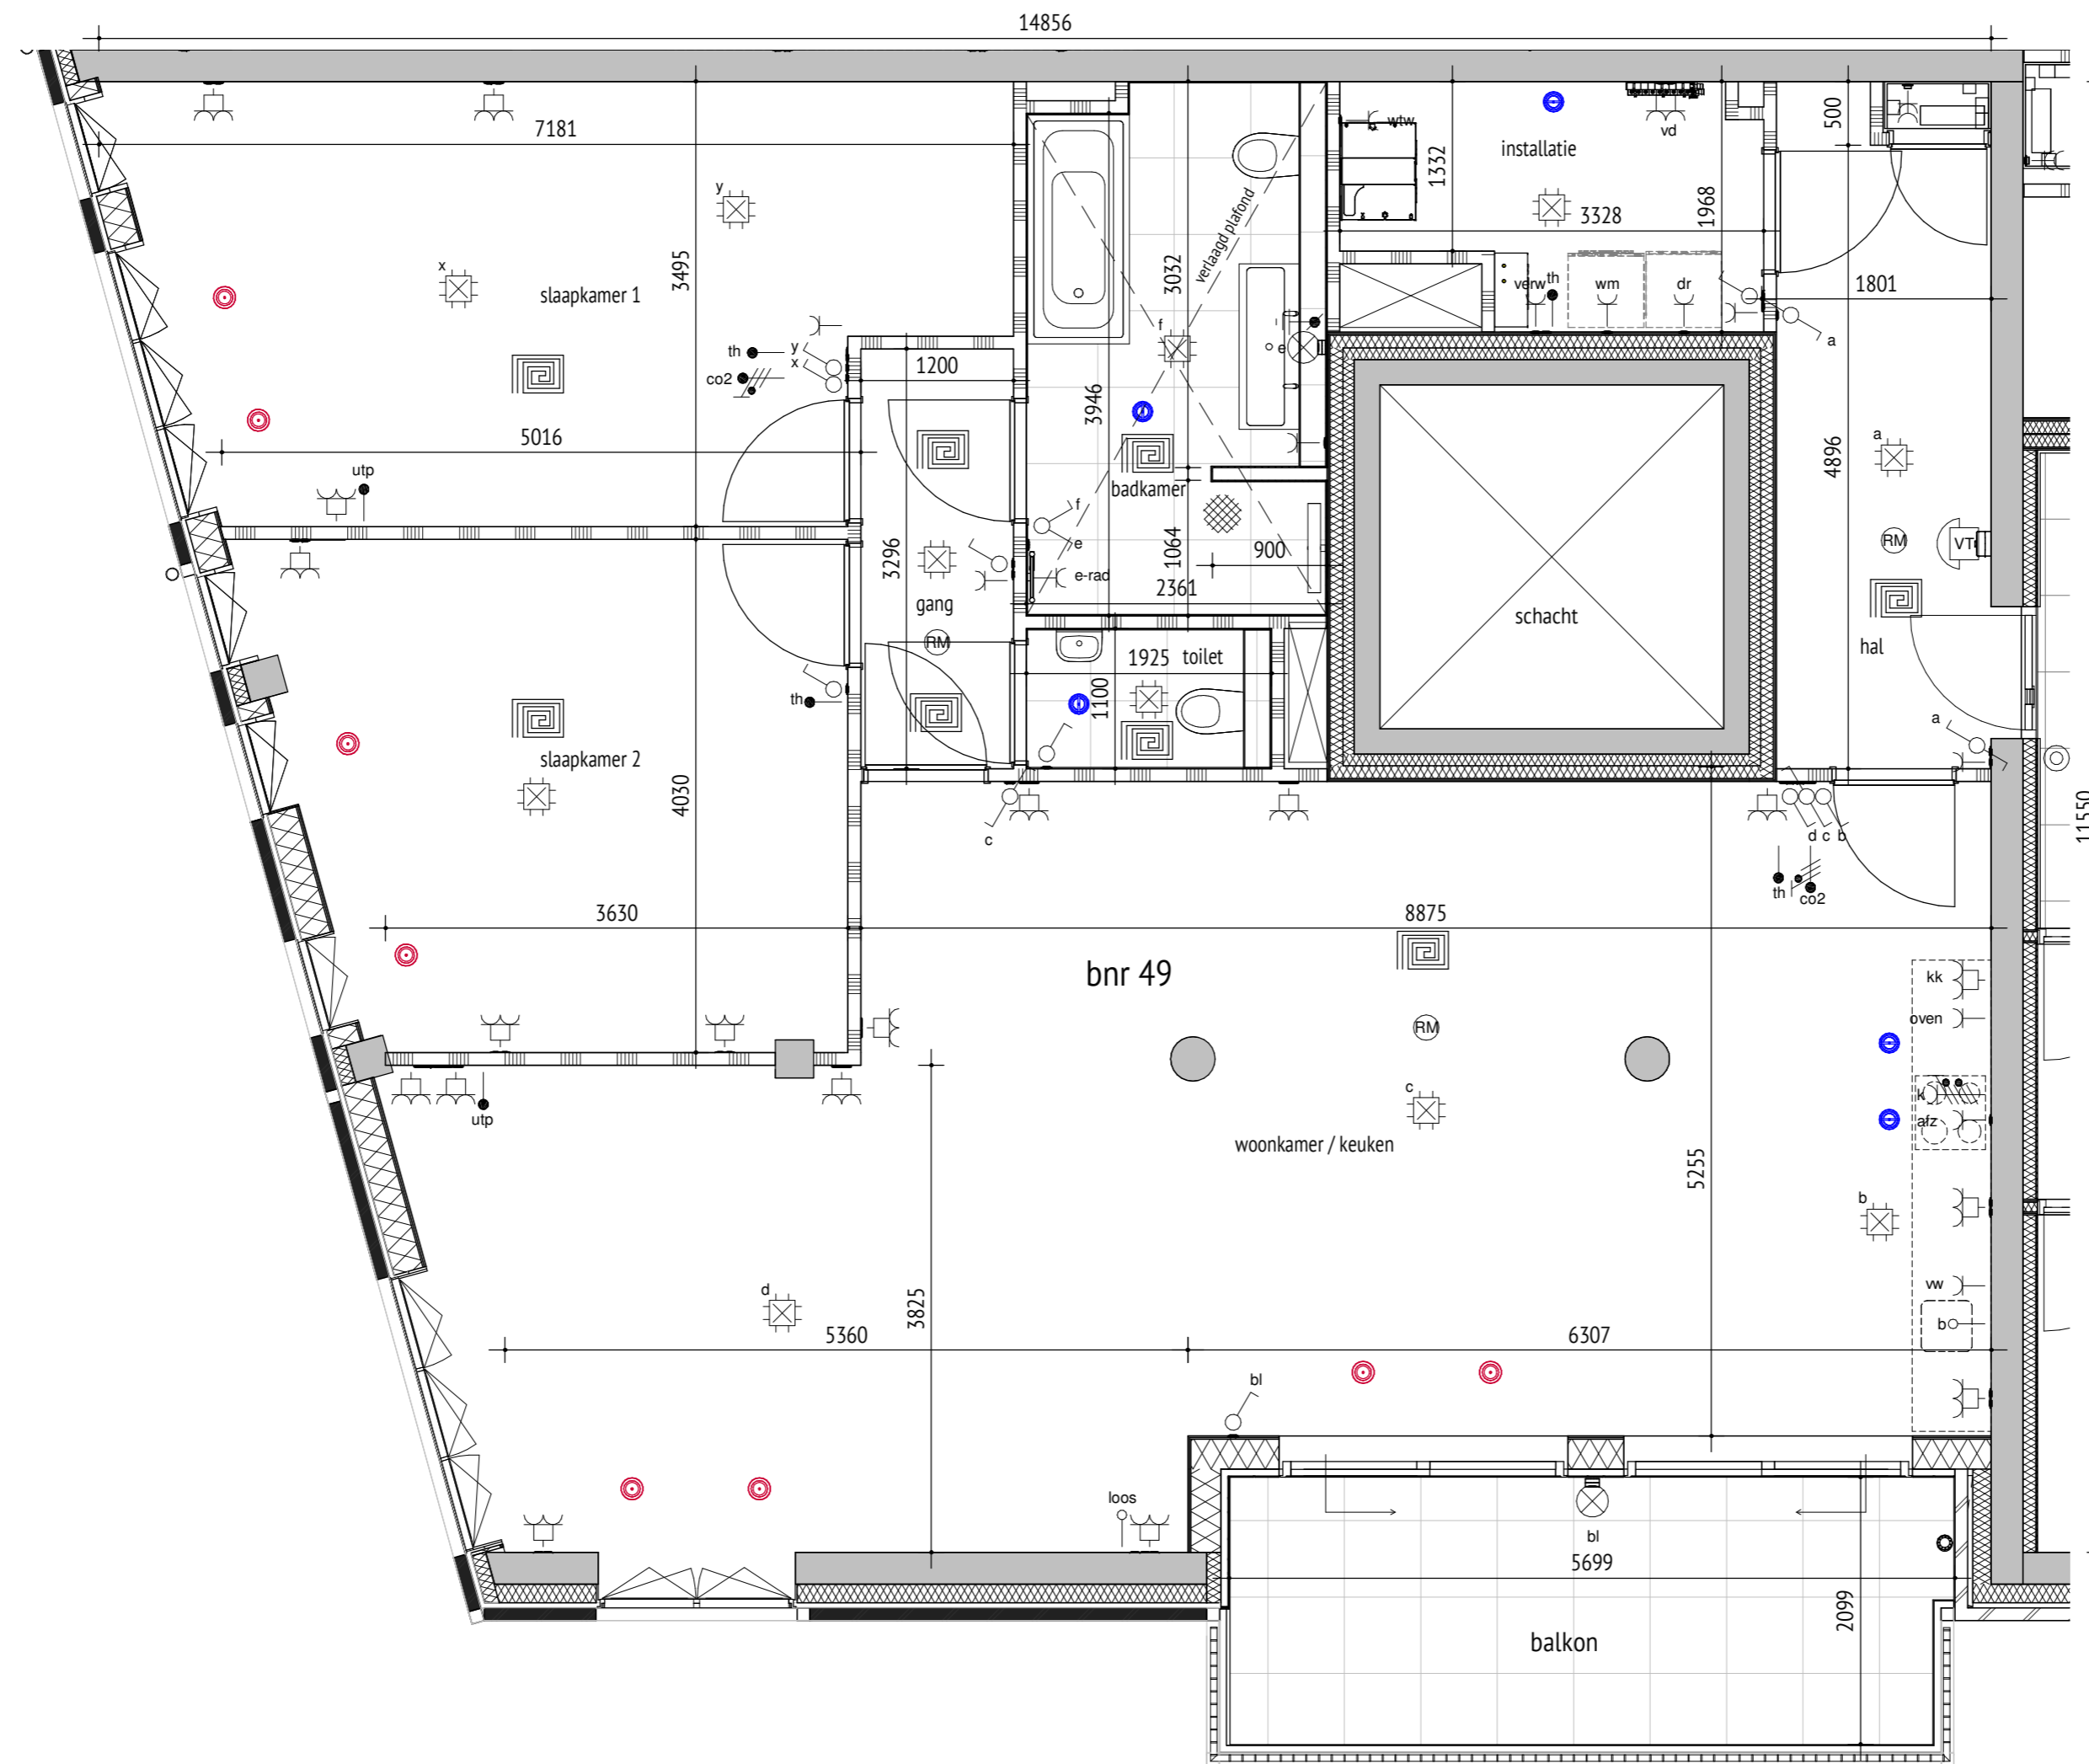 14856
7181
wtw
vd
500
installatie
1332
3328
1968
y
x
slaapkamer 1
3495
3032
verlaagd plafond
verw
th
wm
dr
1801
a
th
co2
y
x
1200
f
e
3946
5016
utp
badkamer
f
e
e-rad
1064
900
2361
4896
a
RM
VT
3296
gang
RM
schacht
hal
1925
toilet
1100
th
slaapkamer 2
4030
a
c
d
c
b
th
co2
11550
3630
8875
bnr 49
kk
oven
RM
k
afz
c
utp
woonkamer / keuken
5255
b
vw
b
d
3825
5360
6307
bl
loos
bl
5699
2099
balkon